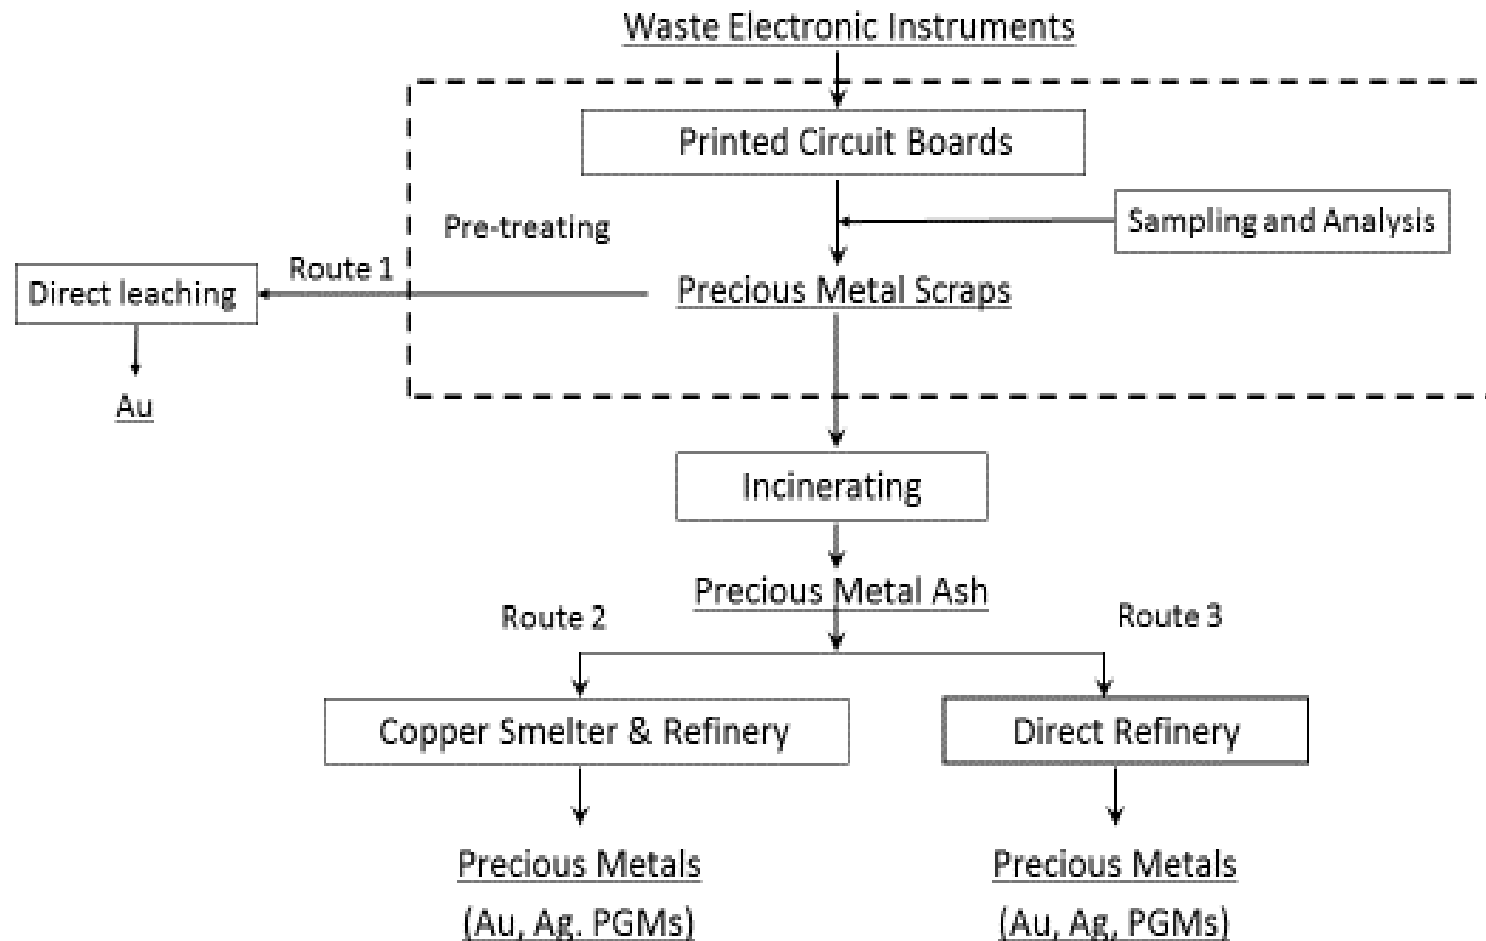 Waste Electronic Instruments
Printed Circuit Boards
Sampling and Analysis
Pre-treating
Route 1
Direct leaching
Precious Metal Scraps
Au
Incinerating
Precious Metal Ash
Route 2
Route 3
Copper Smelter & Refinery
Direct Refinery
Precious Metals
(Au, Ag. PGMs)
Precious Metals
(Au, Ag, PGMs)